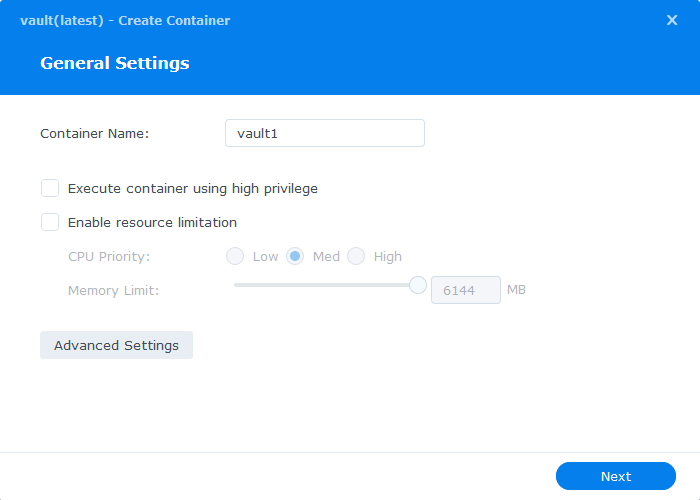 vault(latest) - Create Container X
General Settings
Container Name: vault1
Execute container using high privilege
Enable resource limitation
CPU Priority: Low Med High
Memory Limit: 6144 MB
Advanced Settings
Next